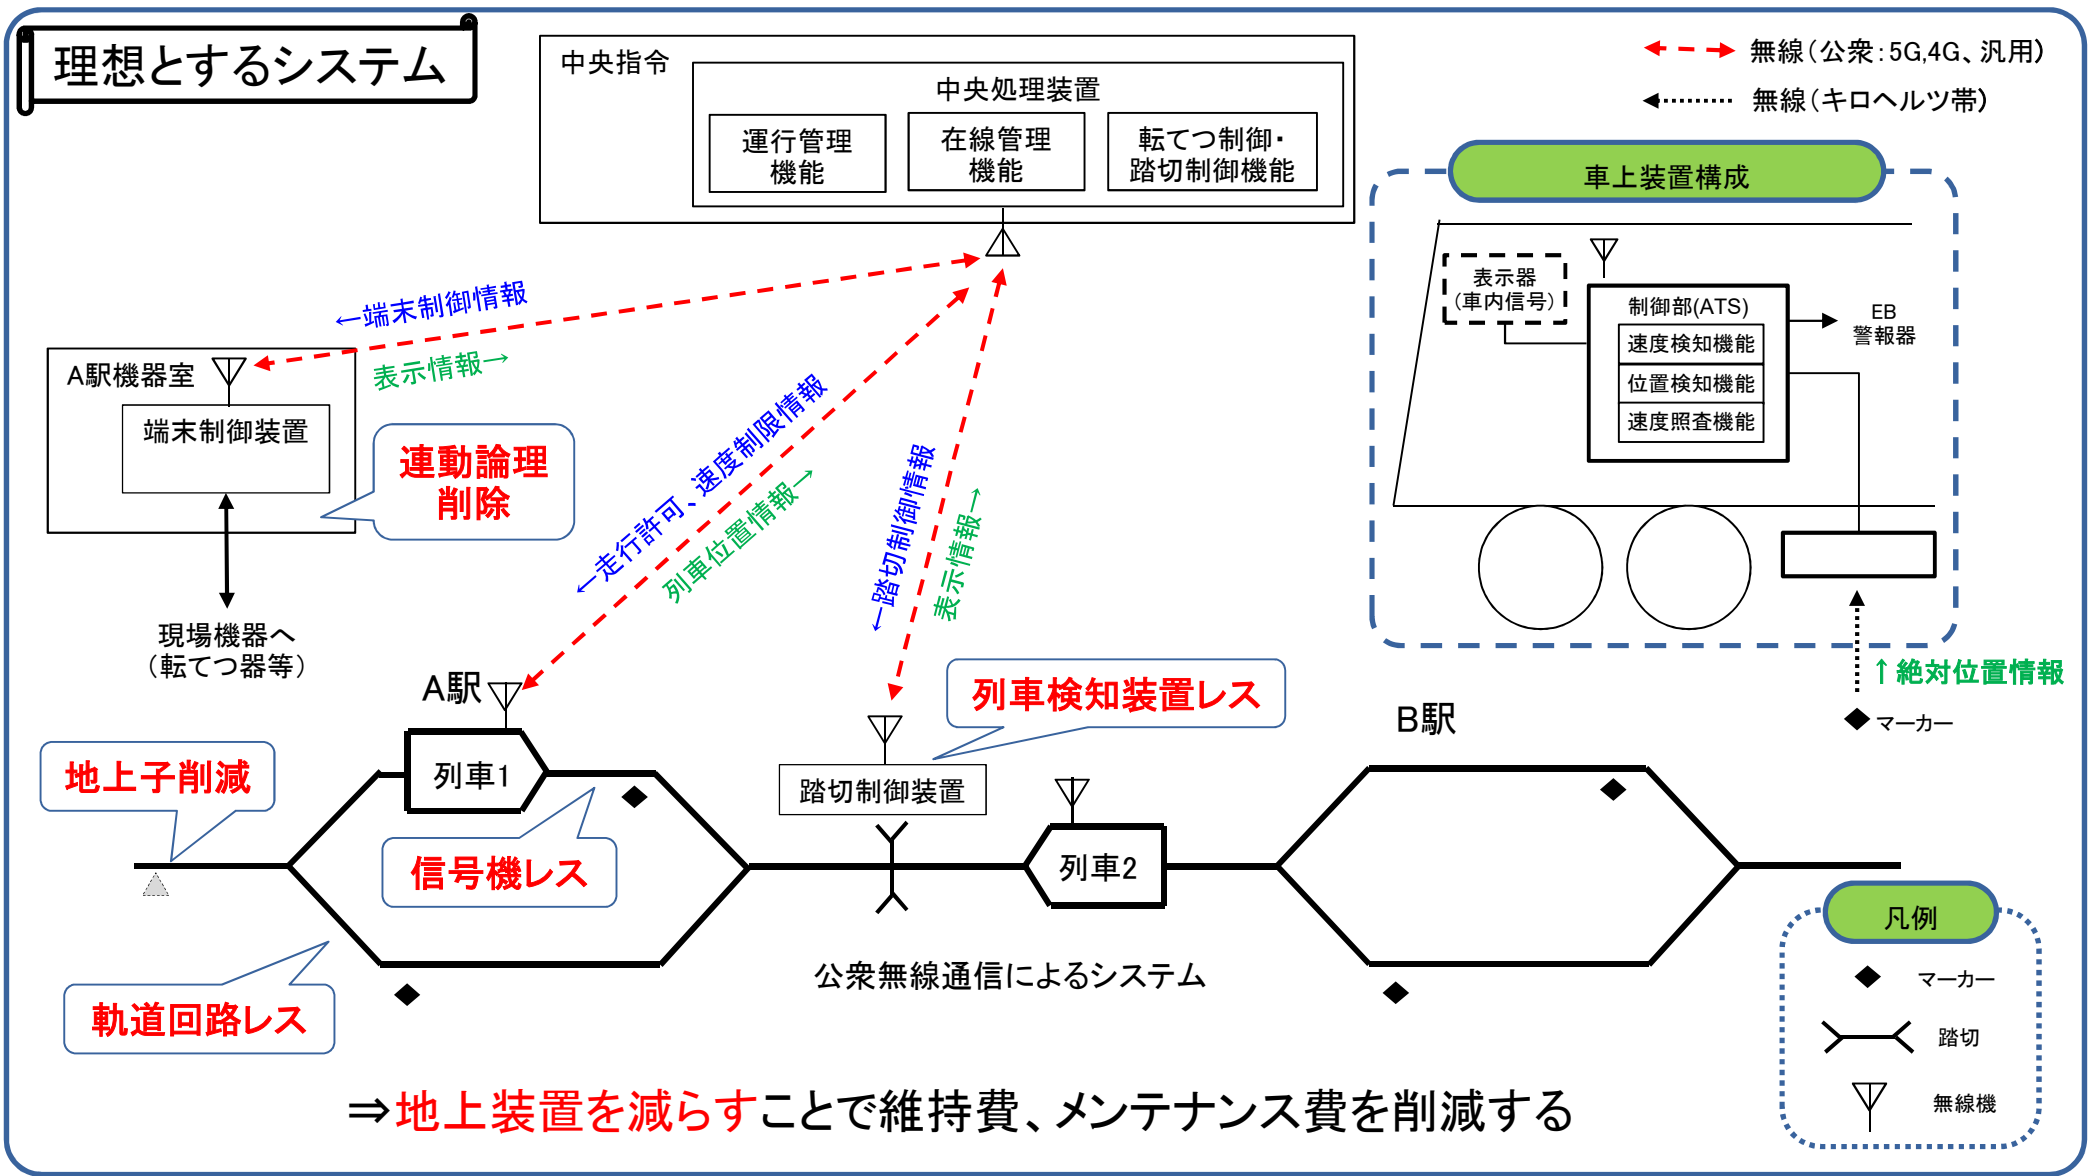 理想とするシステム
中央指令
中央処理装置
運行管理
機能
在線管理
機能
転てつ制御・
踏切制御機能
無線（公衆：5G,4G、汎用）
無線（キロヘルツ帯）
車上装置構成
表示器
（車内信号）
制御部(ATS)
速度検知機能
位置検知機能
速度照査機能
EB
警報器
↑絶対位置情報
マーカー
←端末制御情報
表示情報→
A駅機器室
端末制御装置
連動論理
削除
現場機器へ
（転てつ器等）
←走行許可、速度制限情報
列車位置情報→
←踏切制御情報
表示情報→
A駅
列車1
列車検知装置レス
B駅
地上子削減
信号機レス
踏切制御装置
列車2
軌道回路レス
公衆無線通信によるシステム
凡例
マーカー
踏切
無線機
⇒地上装置を減らすことで維持費、メンテナンス費を削減する